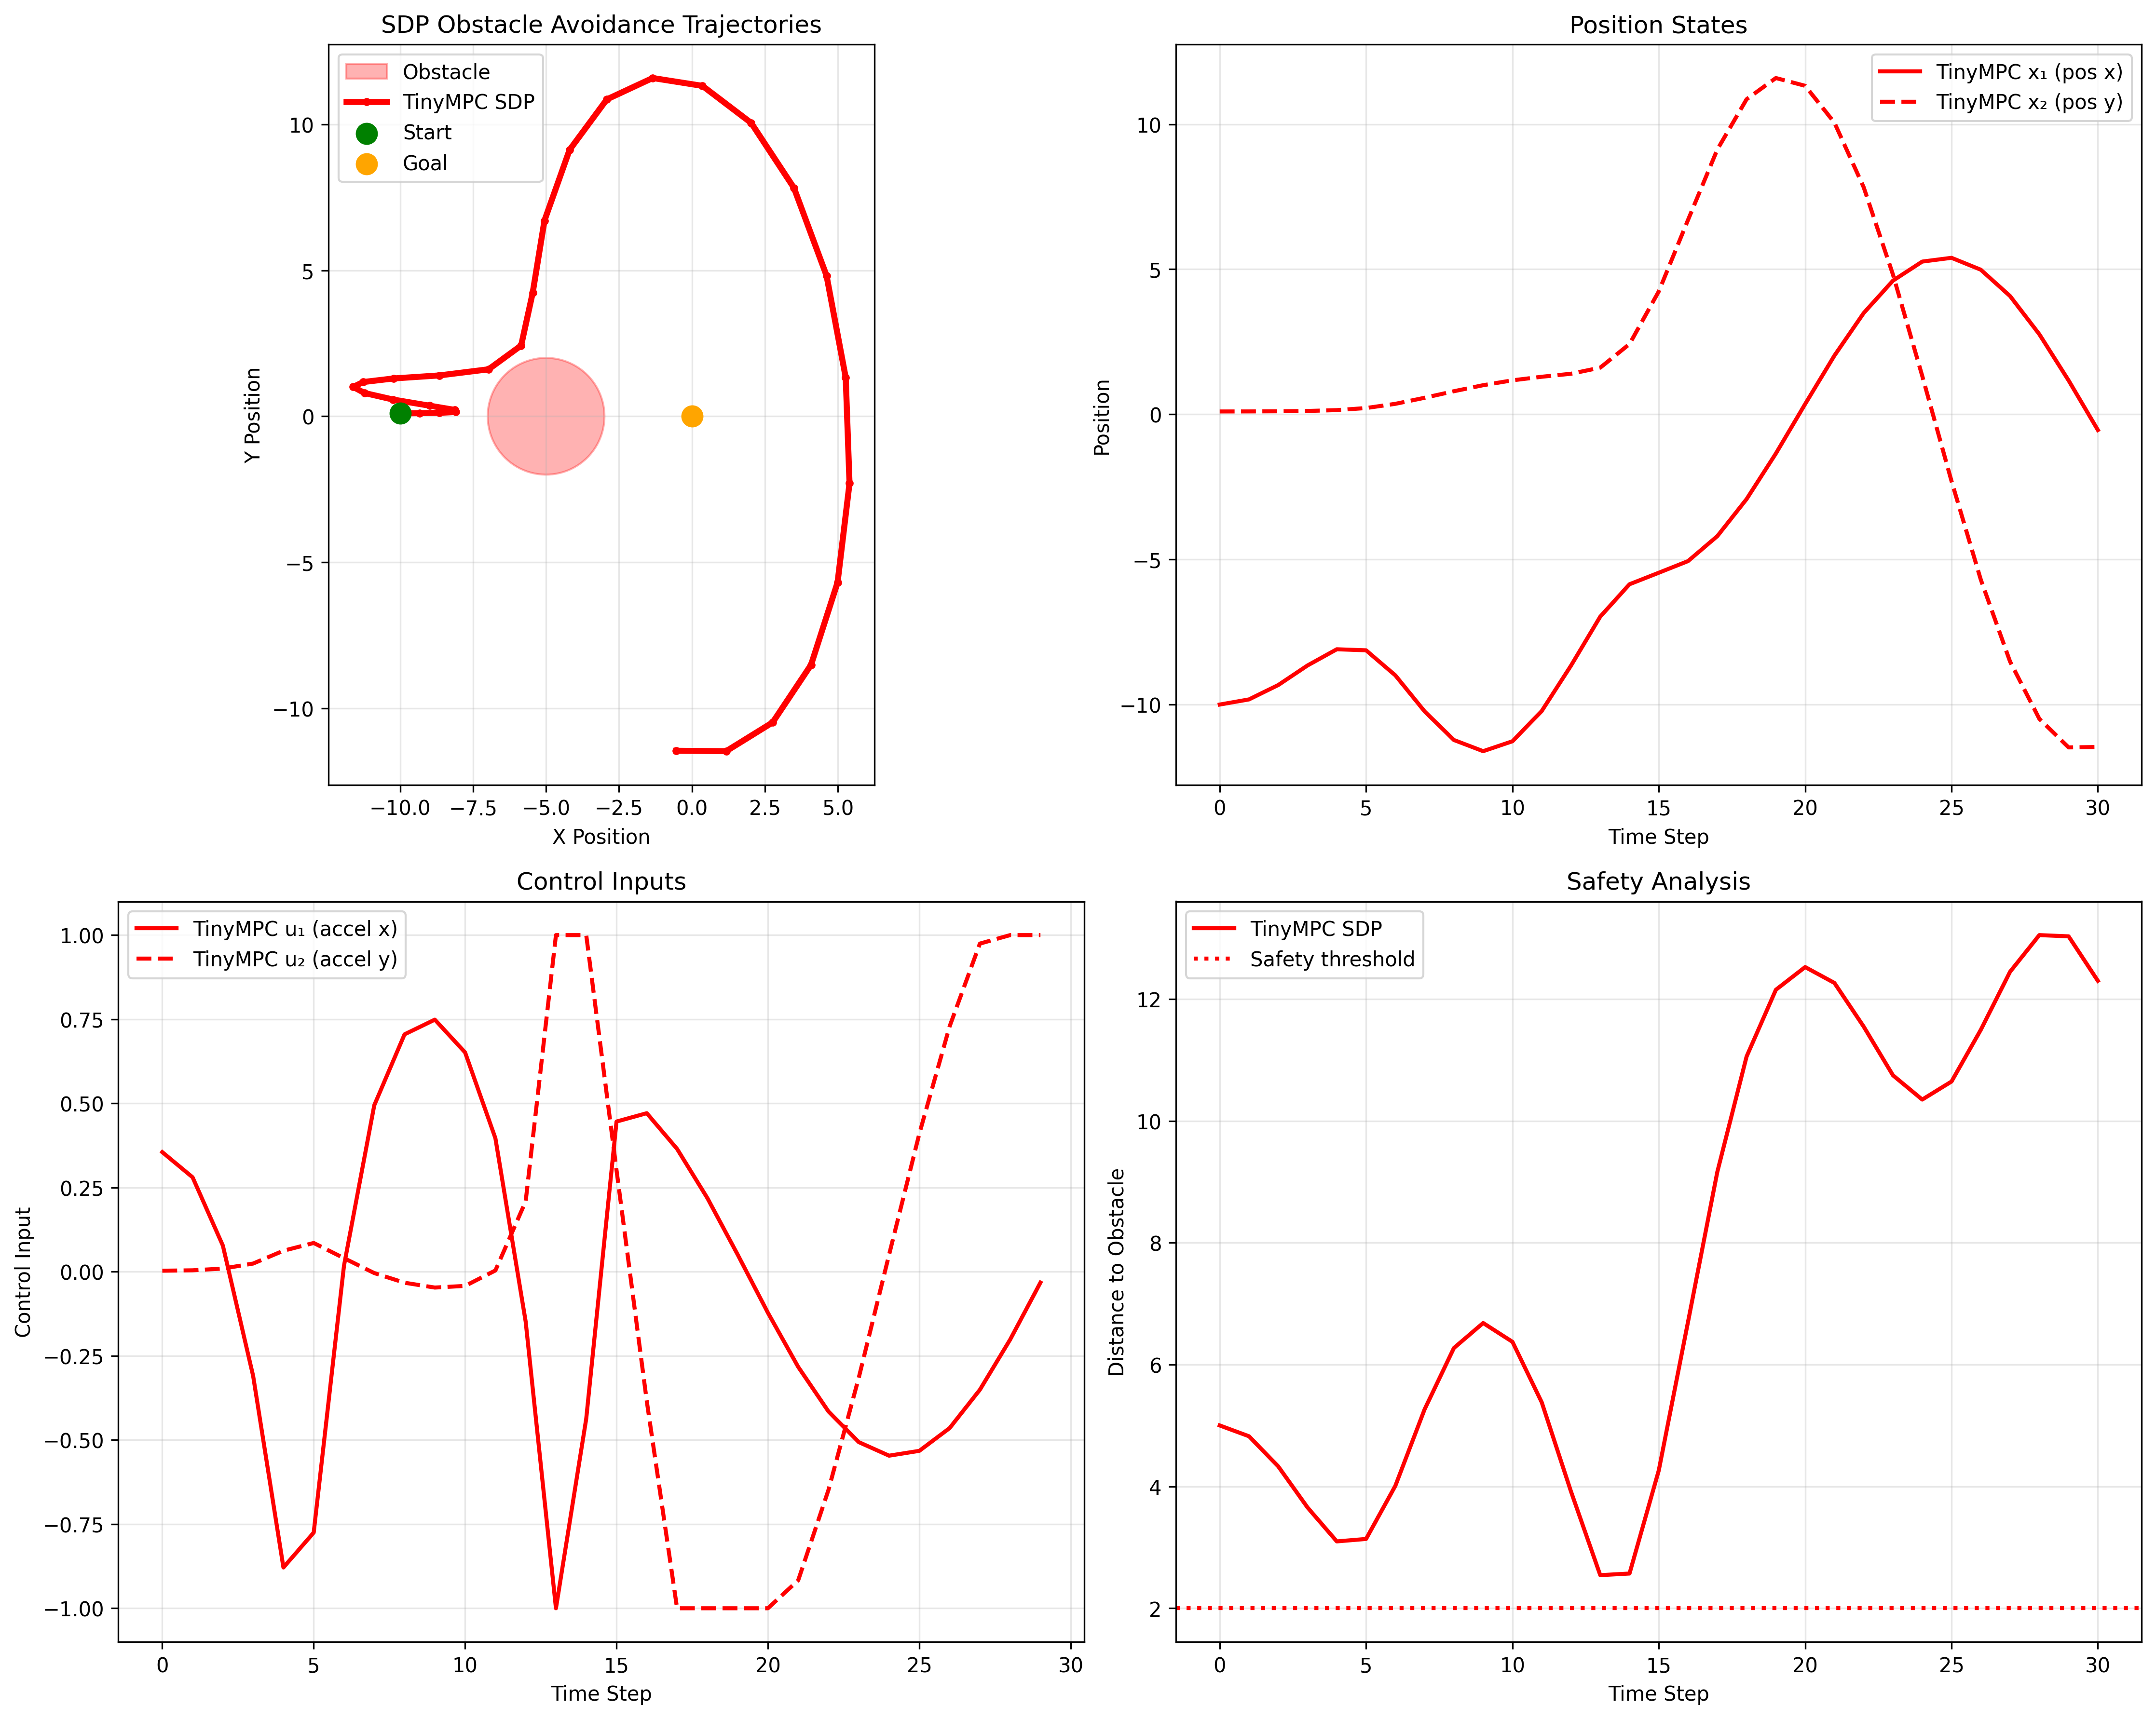 SDP Obstacle Avoidance Trajectories
Obstacle
TinyMPC SDP
Start
Goal
10
5
0
−5
−10
Y Position
−10.0 −7.5 −5.0 −2.5 0.0 2.5 5.0
X Position
Position States
TinyMPC x₁ (pos x)
TinyMPC x₂ (pos y)
10
5
0
−5
−10
Position
0 5 10 15 20 25 30
Time Step
Control Inputs
TinyMPC u₁ (accel x)
TinyMPC u₂ (accel y)
1.00
0.75
0.50
0.25
0.00
−0.25
−0.50
−0.75
−1.00
Control Input
0 5 10 15 20 25 30
Time Step
Safety Analysis
TinyMPC SDP
Safety threshold
12
10
8
6
4
2
Distance to Obstacle
0 5 10 15 20 25 30
Time Step